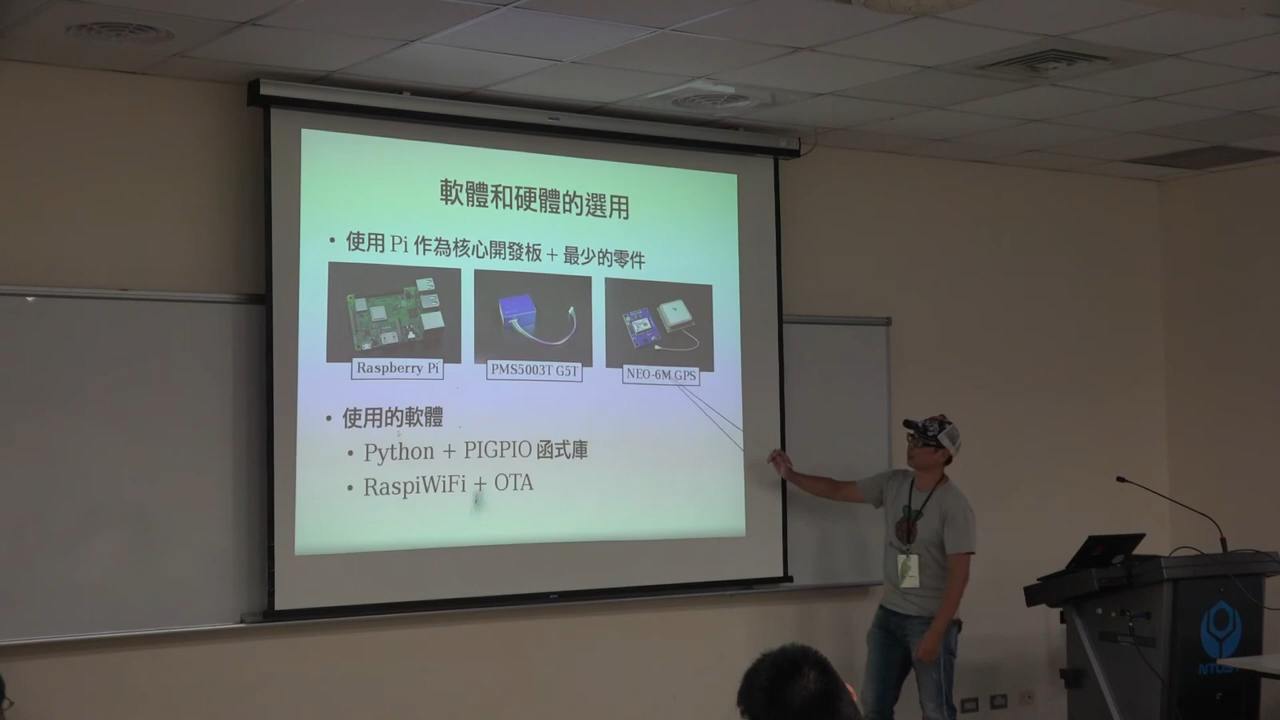 軟體和硬體的選用
• 使用 Pi 作為核心開發板 + 最少的零件
Raspberry Pi
PMS5003T G5T
NEO-6M GPS
• 使用的軟體
• Python + PIGPIO 函式庫
• RaspiWiFi + OTA